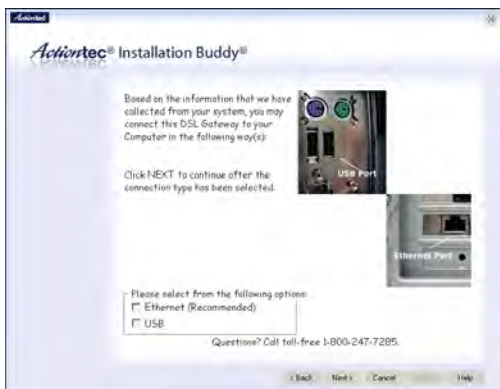 Actiontec
Actiontec® Installation Buddy®
Based on the information that we have
collected from your system, you may
connect this DSL Gateway to your
Computer in the following way(s):
USB Port
Click NEXT to continue after the
connection type has been selected.
Ethernet Port
Please select from the following options:
Ethernet (Recommended)
USB
Questions? Call toll-free 1-800-247-7285.
< Back
Next >
Cancel
Help